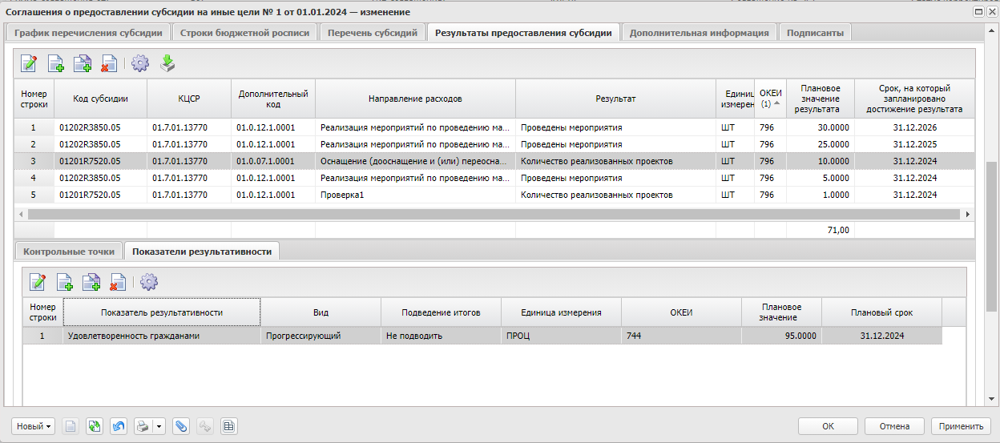 Соглашения о предоставлении субсидии на иные цели № 1 от 01.01.2024 — изменение
График перечисления субсидии Строки бюджетной росписи Перечень субсидий Результаты предоставления субсидии Дополнительная информация Подписанты
Номер строки Код субсидии КЦСР Дополнительный код Направление расходов Результат Единиц измерен ОКЕИ (1) Плановое значение результата Срок, на который запланировано достижение результата
1 01202R3850.05 01.7.01.13770 01.0.12.1.0001 Реализация мероприятий по проведению ма... Проведены мероприятия ШТ 796 30.0000 31.12.2026
2 01202R3850.05 01.7.01.13770 01.0.12.1.0001 Реализация мероприятий по проведению ма... Проведены мероприятия ШТ 796 25.0000 31.12.2025
3 01201R7520.05 01.7.01.13770 01.0.07.1.0001 Оснащение (дооснащение и (или) переосна... Количество реализованных проектов ШТ 796 10.0000 31.12.2024
4 01202R3850.05 01.7.01.13770 01.0.12.1.0001 Реализация мероприятий по проведению ма... Проведены мероприятия ШТ 796 5.0000 31.12.2024
5 01201R7520.05 01.7.01.13770 01.0.12.1.0001 Проверка1 Количество реализованных проектов ШТ 796 1.0000 31.12.2024
71,00
Контрольные точки Показатели результативности
Номер строки Показатель результативности Вид Подведение итогов Единица измерения ОКЕИ Плановое значение Плановый срок
1 Удовлетворенность гражданами Прогрессирующий Не подводить ПРОЦ 744 95.0000 31.12.2024
Новый ОК Отмена Применить